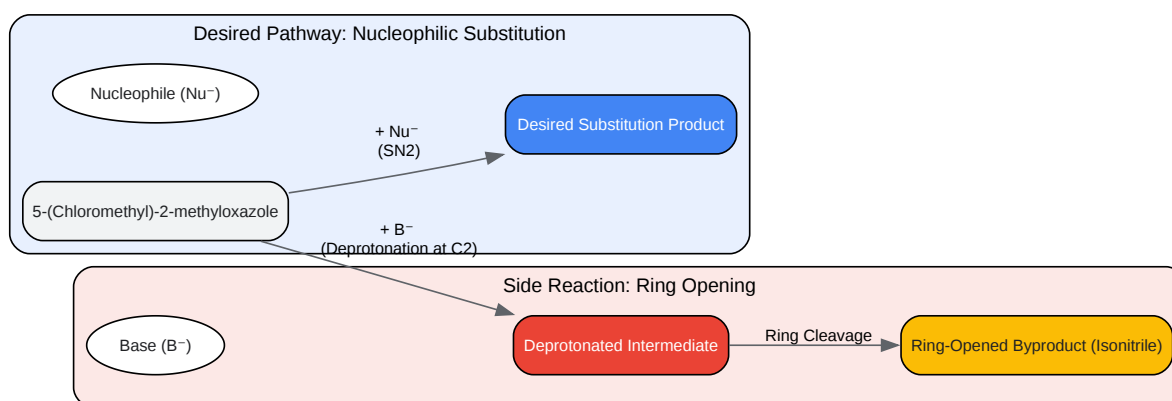 Desired Pathway: Nucleophilic Substitution
Nucleophile (Nu⁻)
Desired Substitution Product
+ Nu⁻
(SN2)
5-(Chloromethyl)-2-methyloxazole
+ B⁻
(Deprotonation at C2)
Side Reaction: Ring Opening
Base (B⁻)
Deprotonated Intermediate
Ring Cleavage
Ring-Opened Byproduct (Isonitrile)